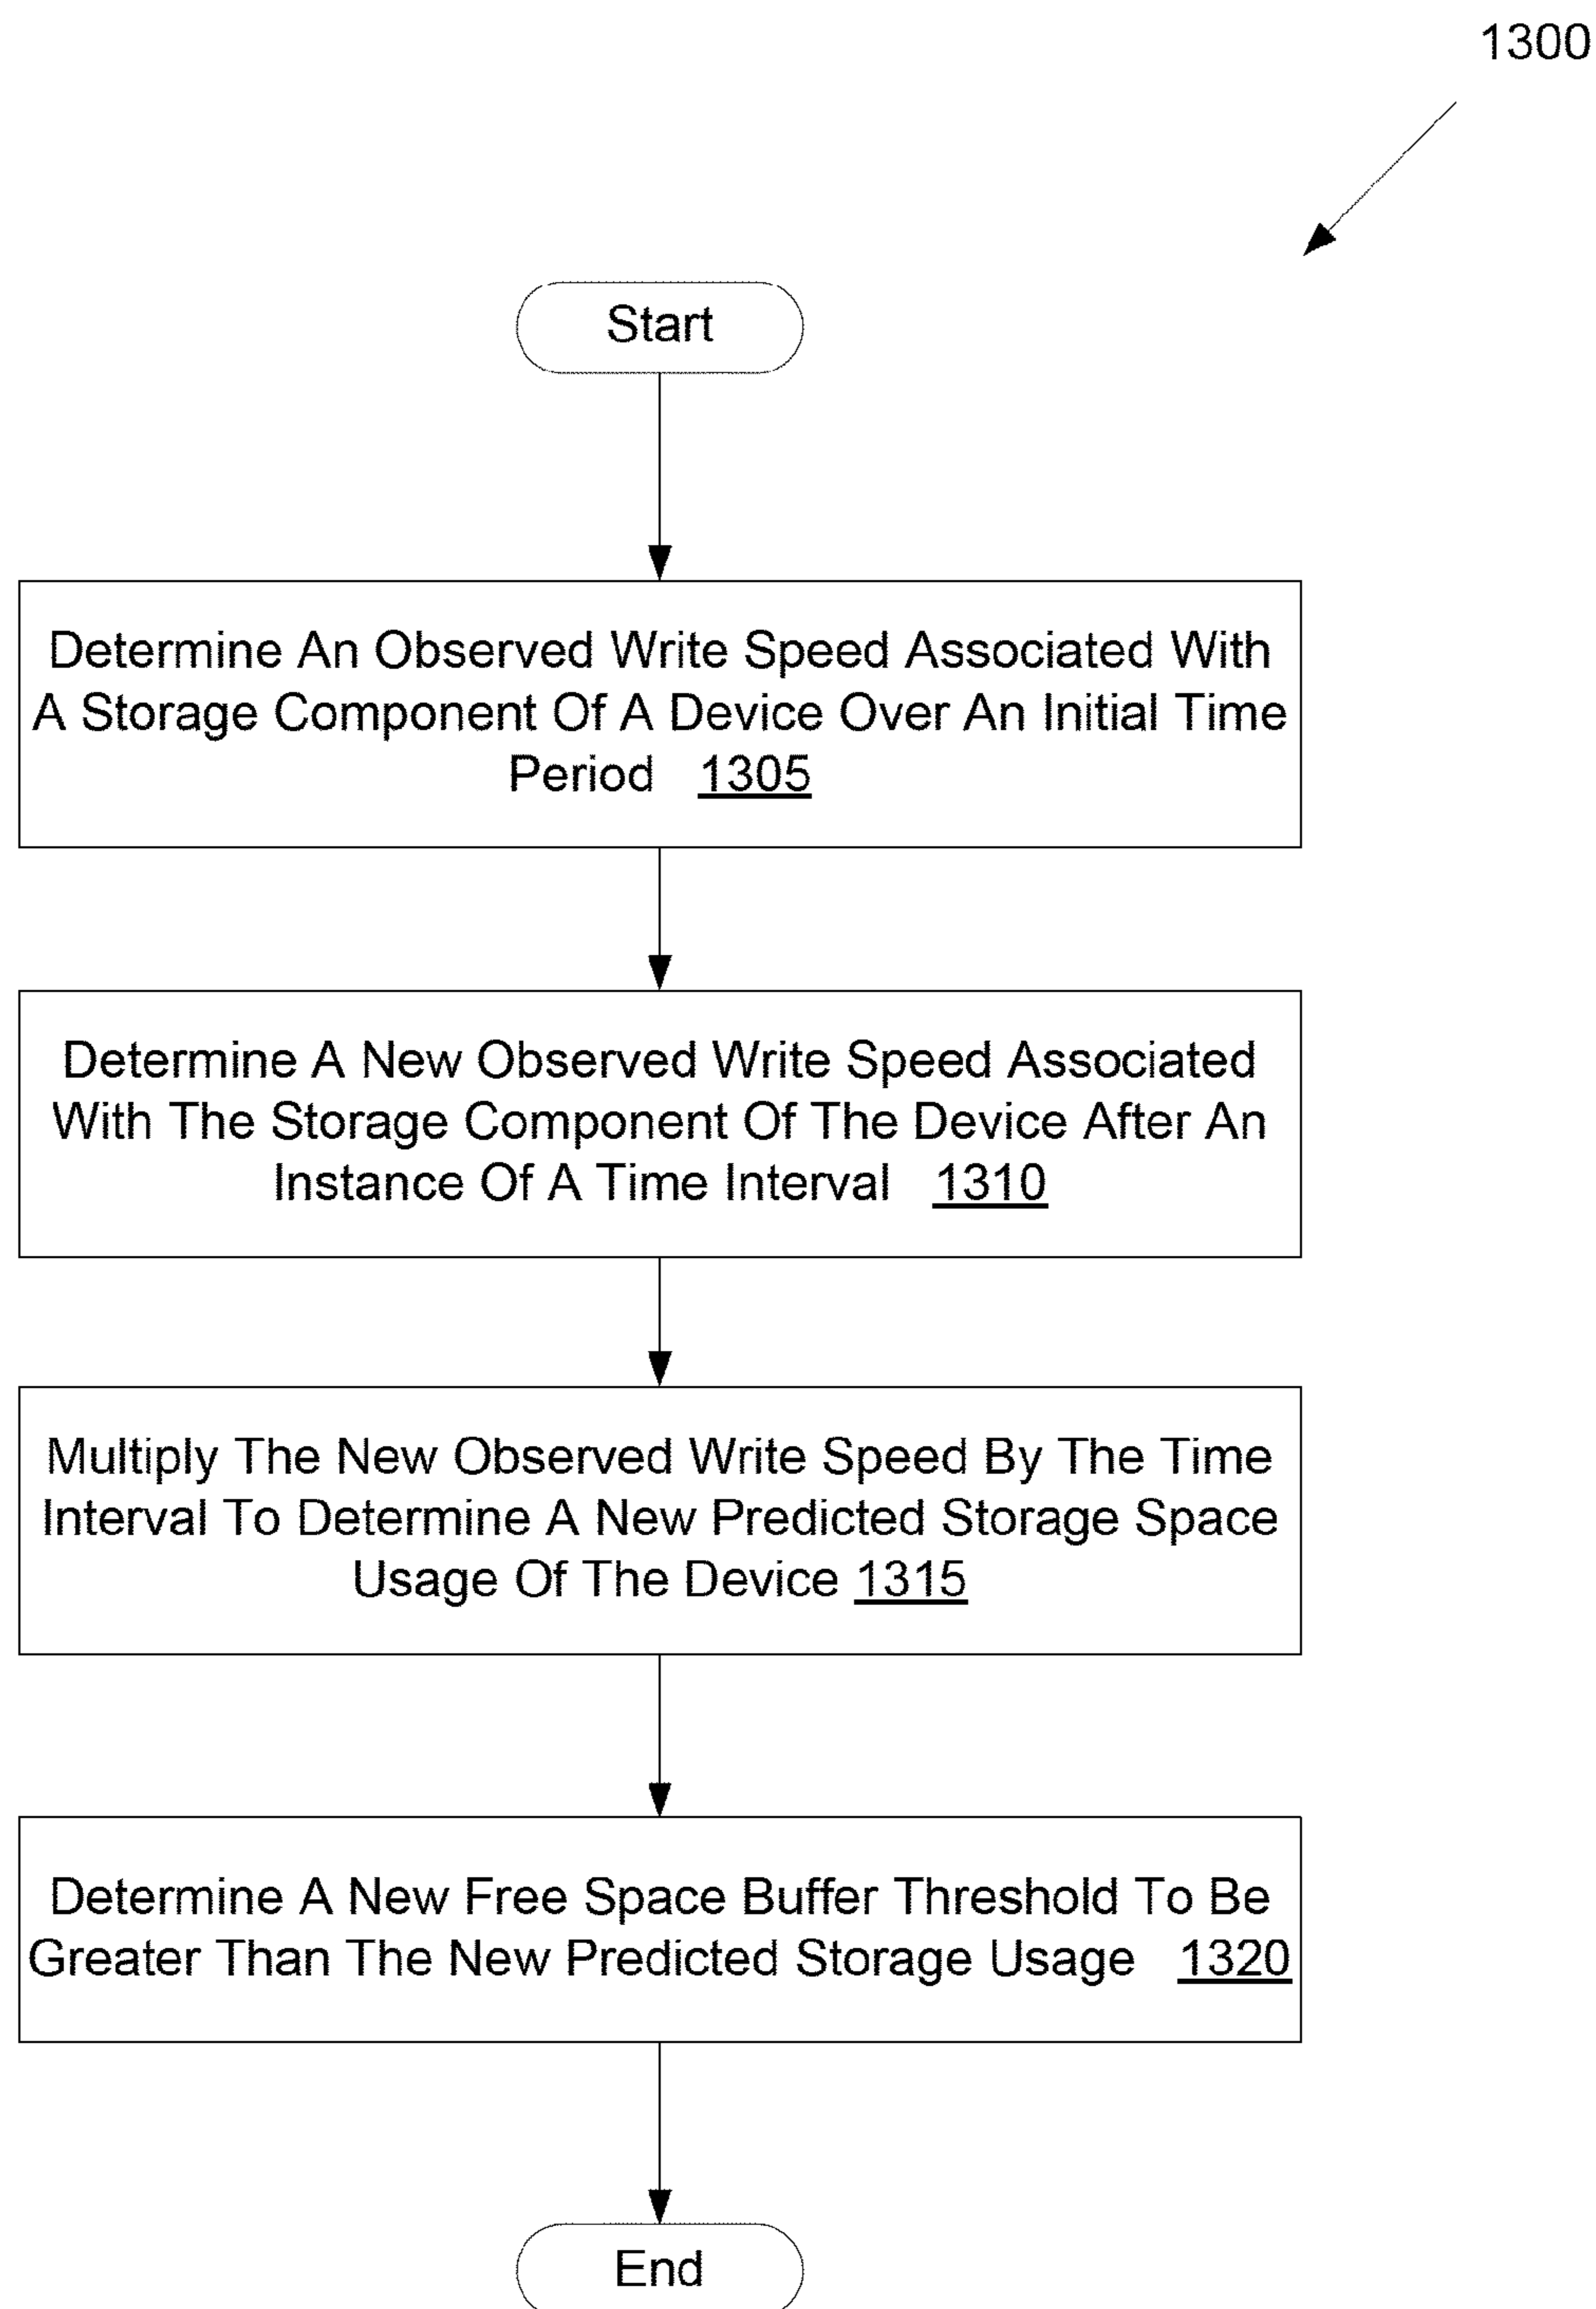 1300
Start
Determine An Observed Write Speed Associated With
A Storage Component Of A Device Over An Initial Time
Period 1305
Determine A New Observed Write Speed Associated
With The Storage Component Of The Device After An
Instance Of A Time Interval 1310
Multiply The New Observed Write Speed By The Time
Interval To Determine A New Predicted Storage Space
Usage Of The Device 1315
Determine A New Free Space Buffer Threshold To Be
Greater Than The New Predicted Storage Usage 1320
End